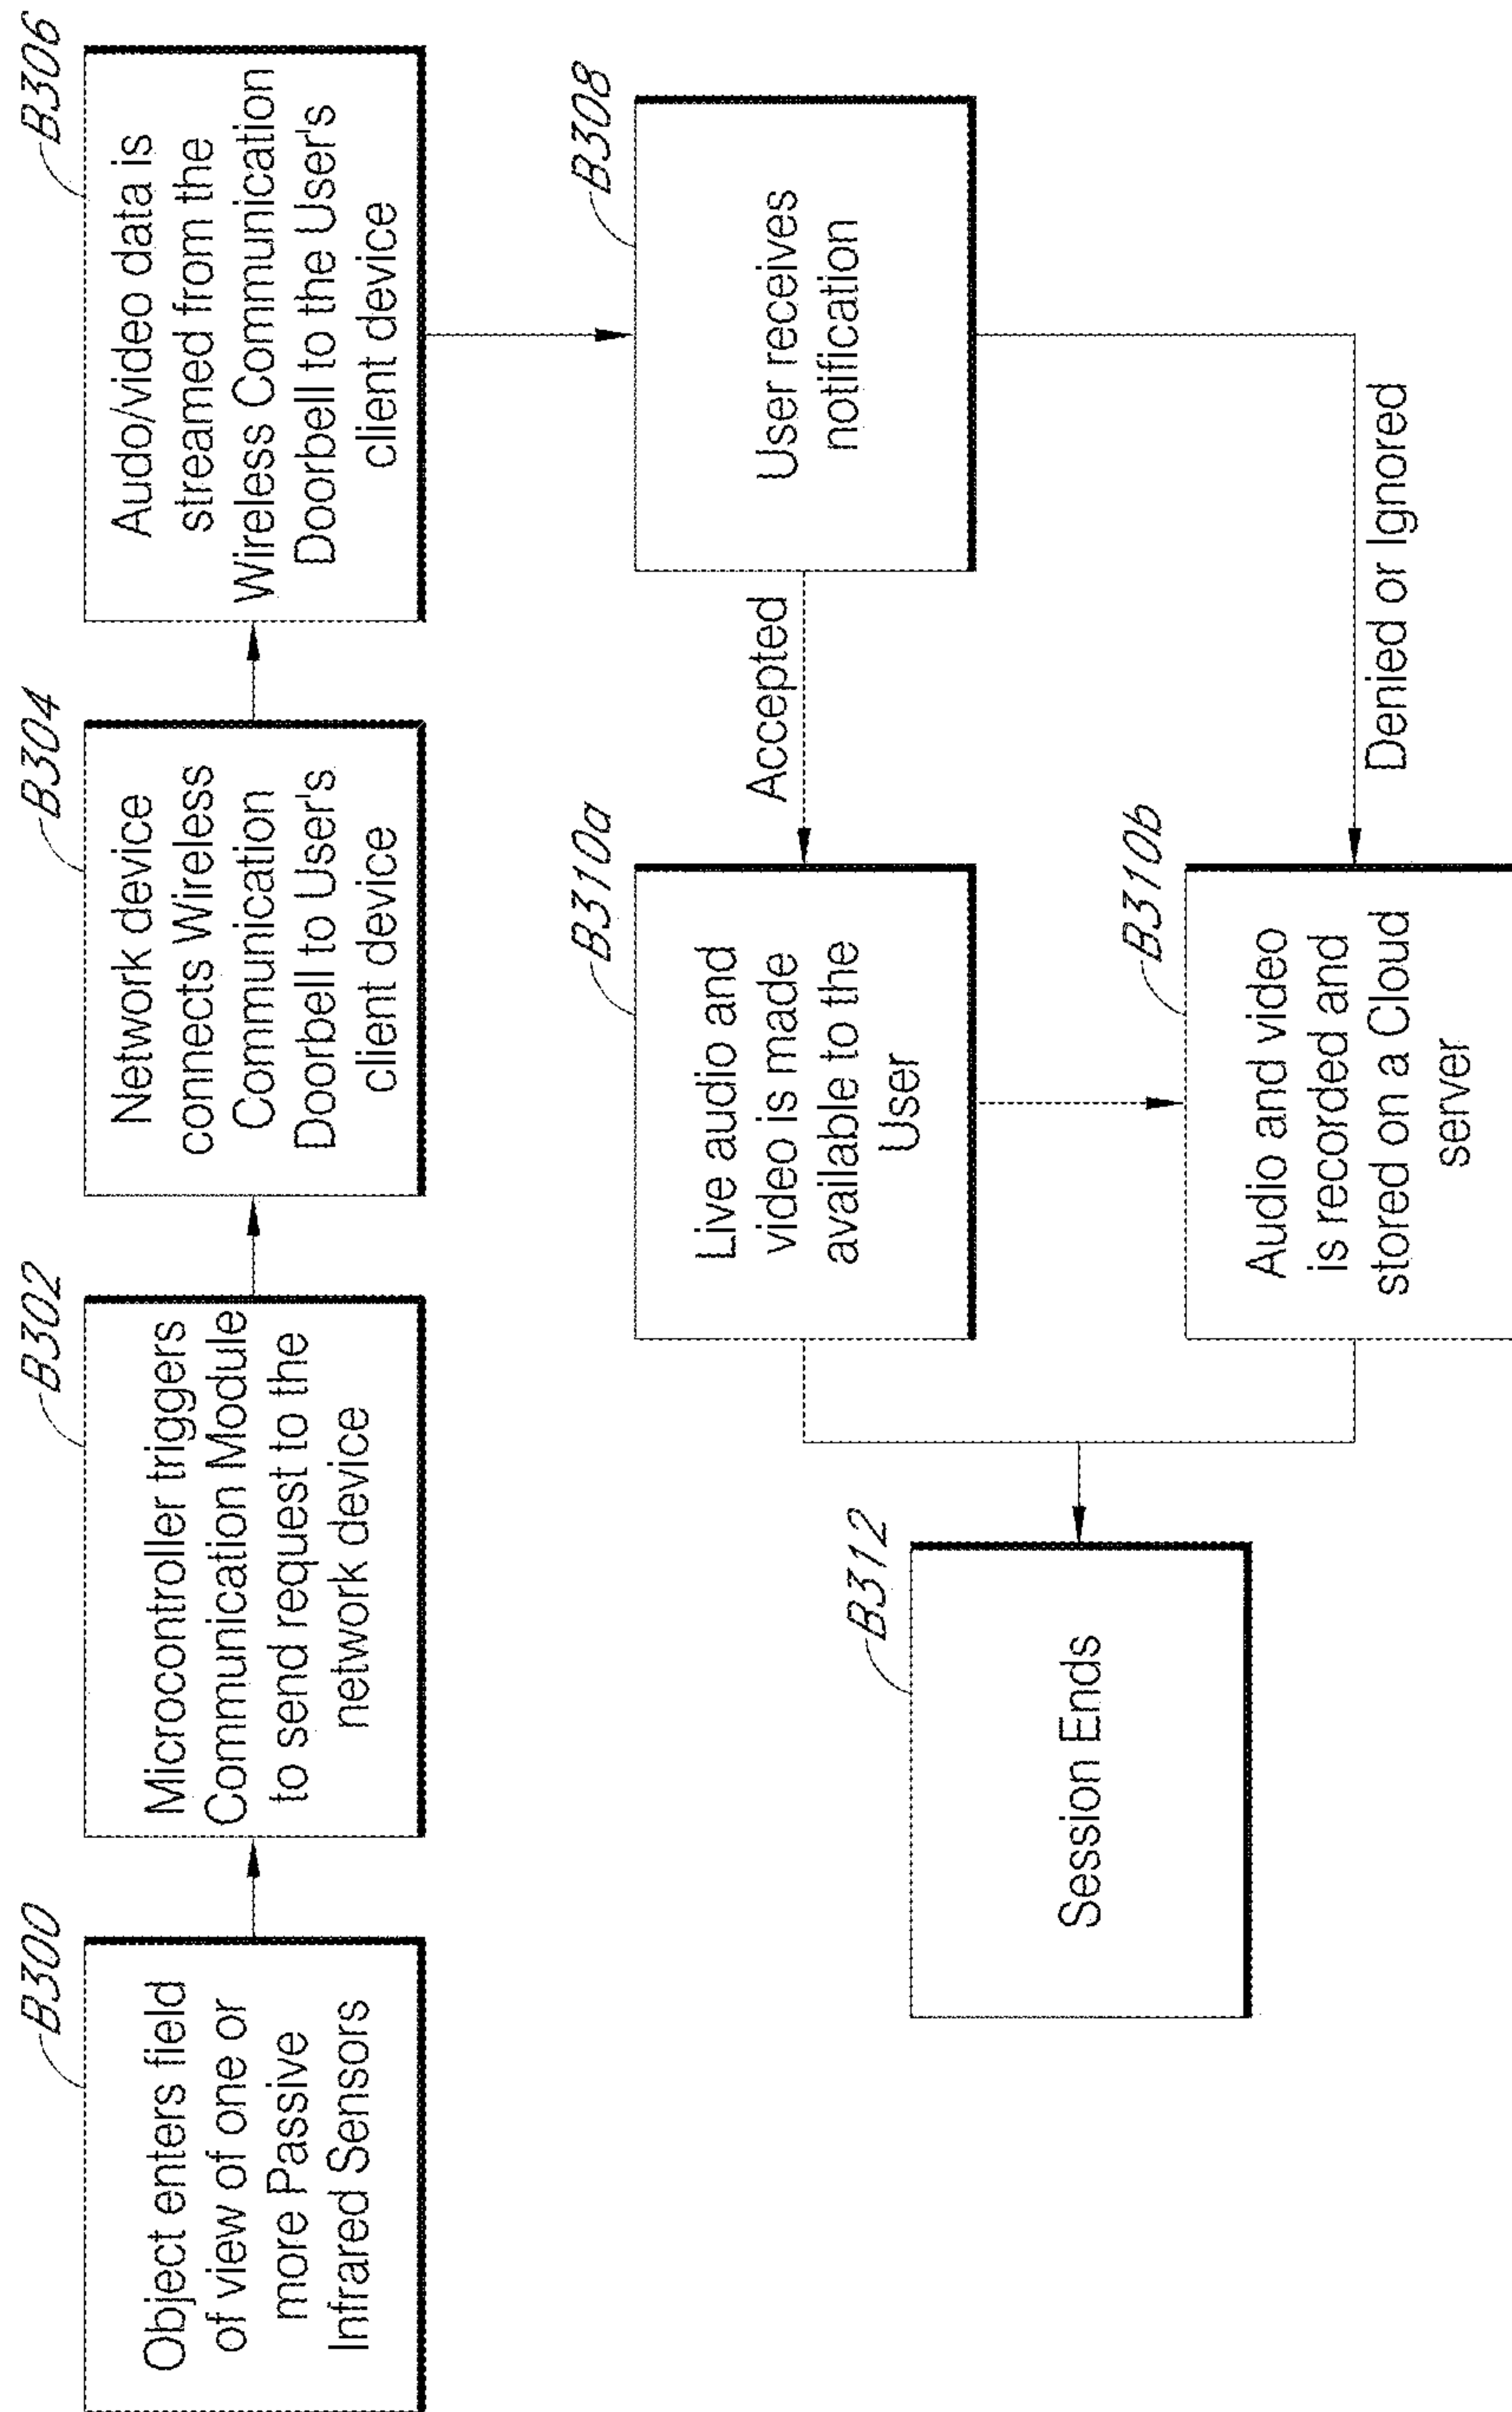 B300
Object enters field
of view of one or
more Passive
Infrared Sensors
B302
Microcontroller triggers
Communication Module
to send request to the
network device
B304
Network device
connects Wireless
Communication
Doorbell to User's
client device
B306
Audo/video data is
streamed from the
Wireless Communication
Doorbell to the User's
client device
B308
User receives
notification
Accepted
Denied or Ignored
B310a
Live audio and
video is made
available to the
User
B310b
Audio and video
is recorded and
stored on a Cloud
server
B312
Session Ends